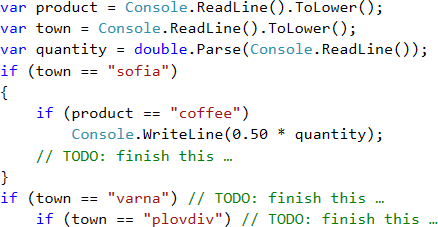 var product = Console.ReadLine().ToLower();
var town = Console.ReadLine().ToLower();
var quantity = double.Parse(Console.ReadLine());
if (town == "sofia")
{
    if (product == "coffee")
        Console.WriteLine(0.50 * quantity);
    // TODO: finish this …
}
if (town == "varna") // TODO: finish this …
    if (town == "plovdiv") // TODO: finish this …